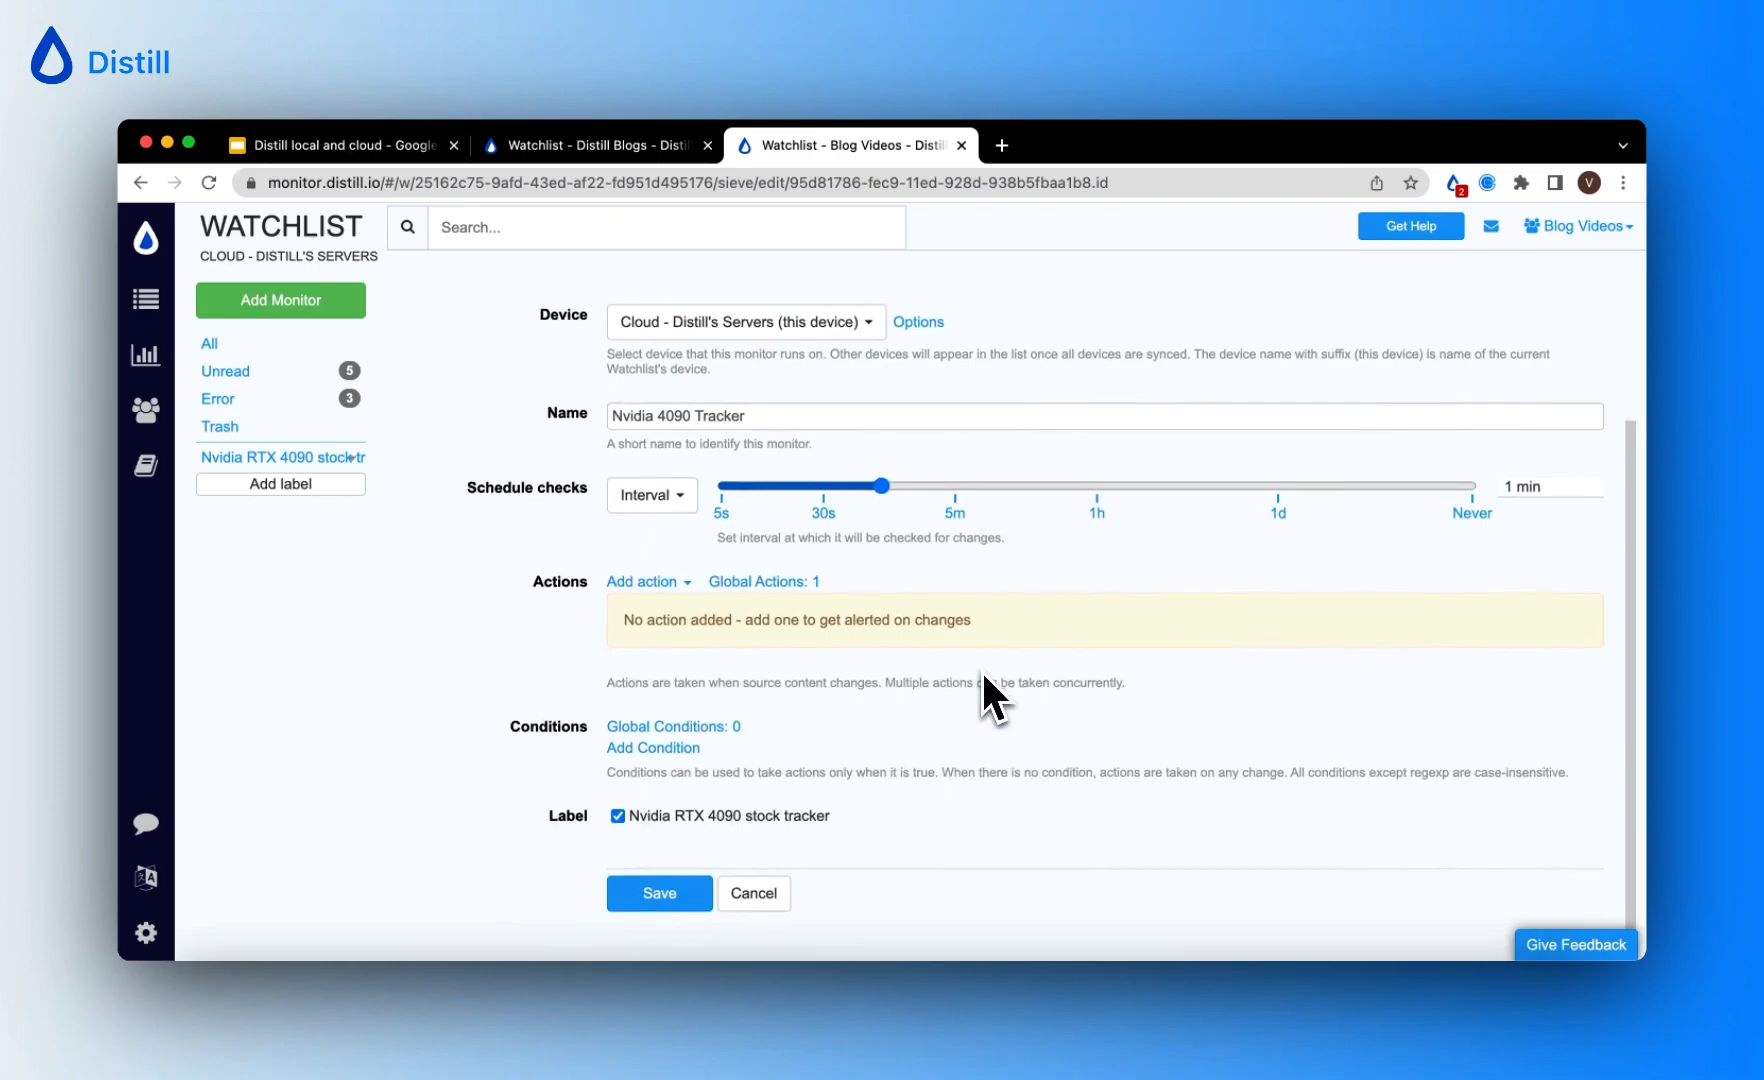 Distill
Distill local and cloud - Google
Watchlist - Distill Blogs - Distil
Watchlist - Blog Videos - Distill
monitor.distill.io/#/w/25162c75-9afd-43ed-af22-fd951d495176/sieve/edit/95d81786-fec9-11ed-928d-938b5fbaa1b8.id
2
V
WATCHLIST
CLOUD - DISTILL'S SERVERS
Search...
Get Help
Blog Videos
Add Monitor
All
Unread 5
Error 3
Trash
Nvidia RTX 4090 stock tr
Add label
Device
Cloud - Distill's Servers (this device)
Options
Select device that this monitor runs on. Other devices will appear in the list once all devices are synced. The device name with suffix (this device) is name of the current
Watchlist's device.
Name
Nvidia 4090 Tracker
A short name to identify this monitor.
Schedule checks
Interval
1 min
5s 30s 5m 1h 1d Never
Set interval at which it will be checked for changes.
Actions
Add action
Global Actions: 1
No action added - add one to get alerted on changes
Actions are taken when source content changes. Multiple actions be taken concurrently.
Conditions
Global Conditions: 0
Add Condition
Conditions can be used to take actions only when it is true. When there is no condition, actions are taken on any change. All conditions except regexp are case-insensitive.
Label
Nvidia RTX 4090 stock tracker
Save
Cancel
Give Feedback